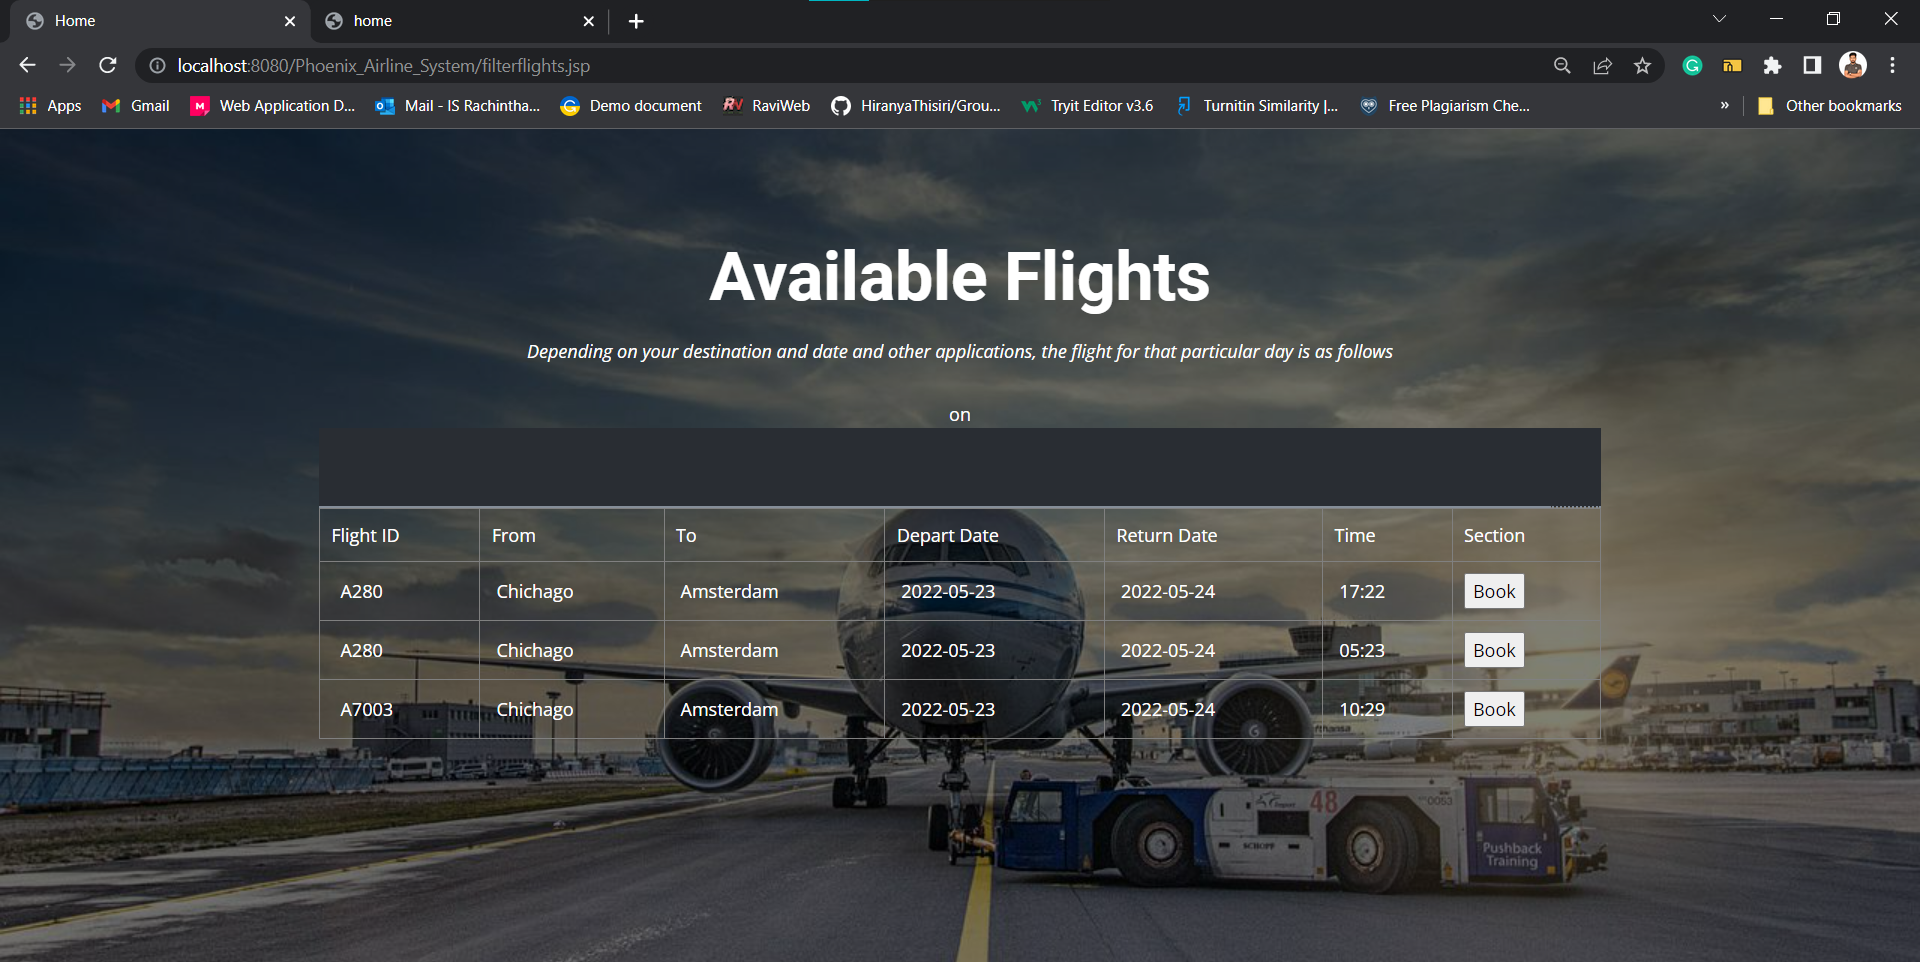 Home
home
localhost:8080/Phoenix_Airline_System/filterflights.jsp
Apps Gmail Web Application D... Mail - IS Rachintha... Demo document RaviWeb HiranyaThisiri/Grou... Tryit Editor v3.6 Turnitin Similarity |... Free Plagiarism Che... » Other bookmarks
Available Flights
Depending on your destination and date and other applications, the flight for that particular day is as follows
on
Flight ID From To Depart Date Return Date Time Section
A280 Chichago Amsterdam 2022-05-23 2022-05-24 17:22 Book
A280 Chichago Amsterdam 2022-05-23 2022-05-24 05:23 Book
A7003 Chichago Amsterdam 2022-05-23 2022-05-24 10:29 Book
48
0053
SCHOPF
Pushback
Training